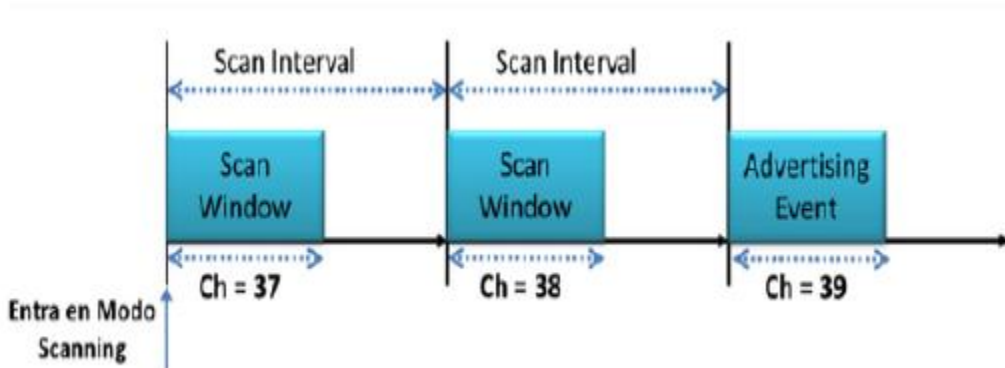 Scan Interval
Scan Interval
Scan
Window
Scan
Window
Advertising
Event
Ch = 37
Ch = 38
Ch = 39
Entra en Modo
Scanning